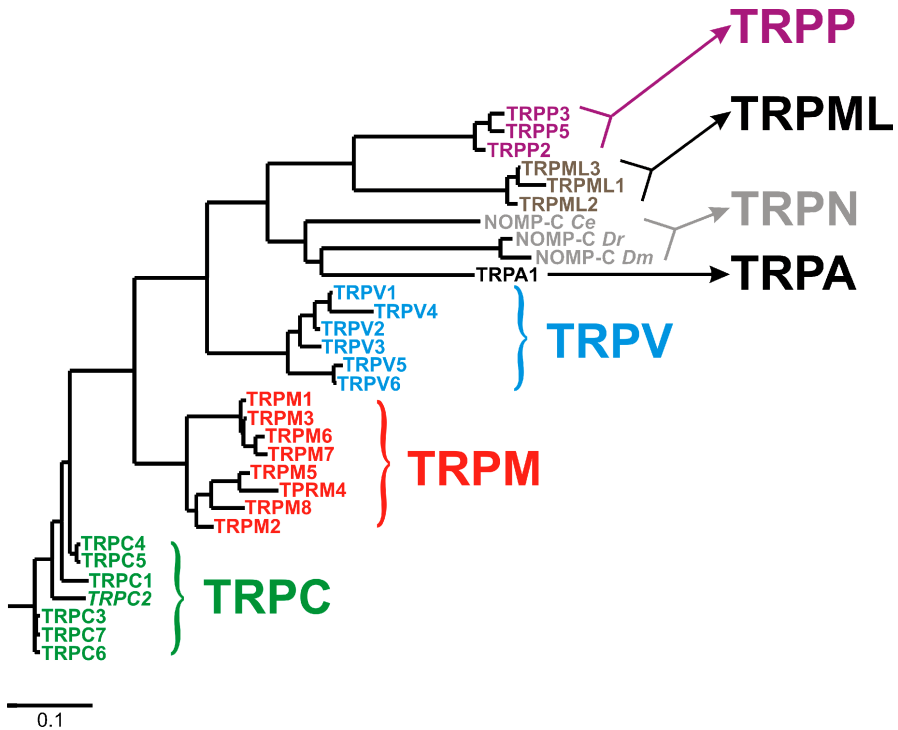 TRPP
TRPML
TRPP3
TRPP5
TRPP2
TRPML3
TRPML1
TRPML2
TRPN
NOMP-C Ce
NOMP-C Dr
NOMP-C Dm
TRPA1
TRPA
TRPV1
TRPV4
TRPV2
TRPV3
TRPV5
TRPV6
TRPV
TRPM1
TRPM3
TRPM6
TRPM7
TRPM5
TPRM4
TRPM8
TRPM2
TRPM
TRPC4
TRPC5
TRPC1
TRPC2
TRPC3
TRPC7
TRPC6
TRPC
0.1